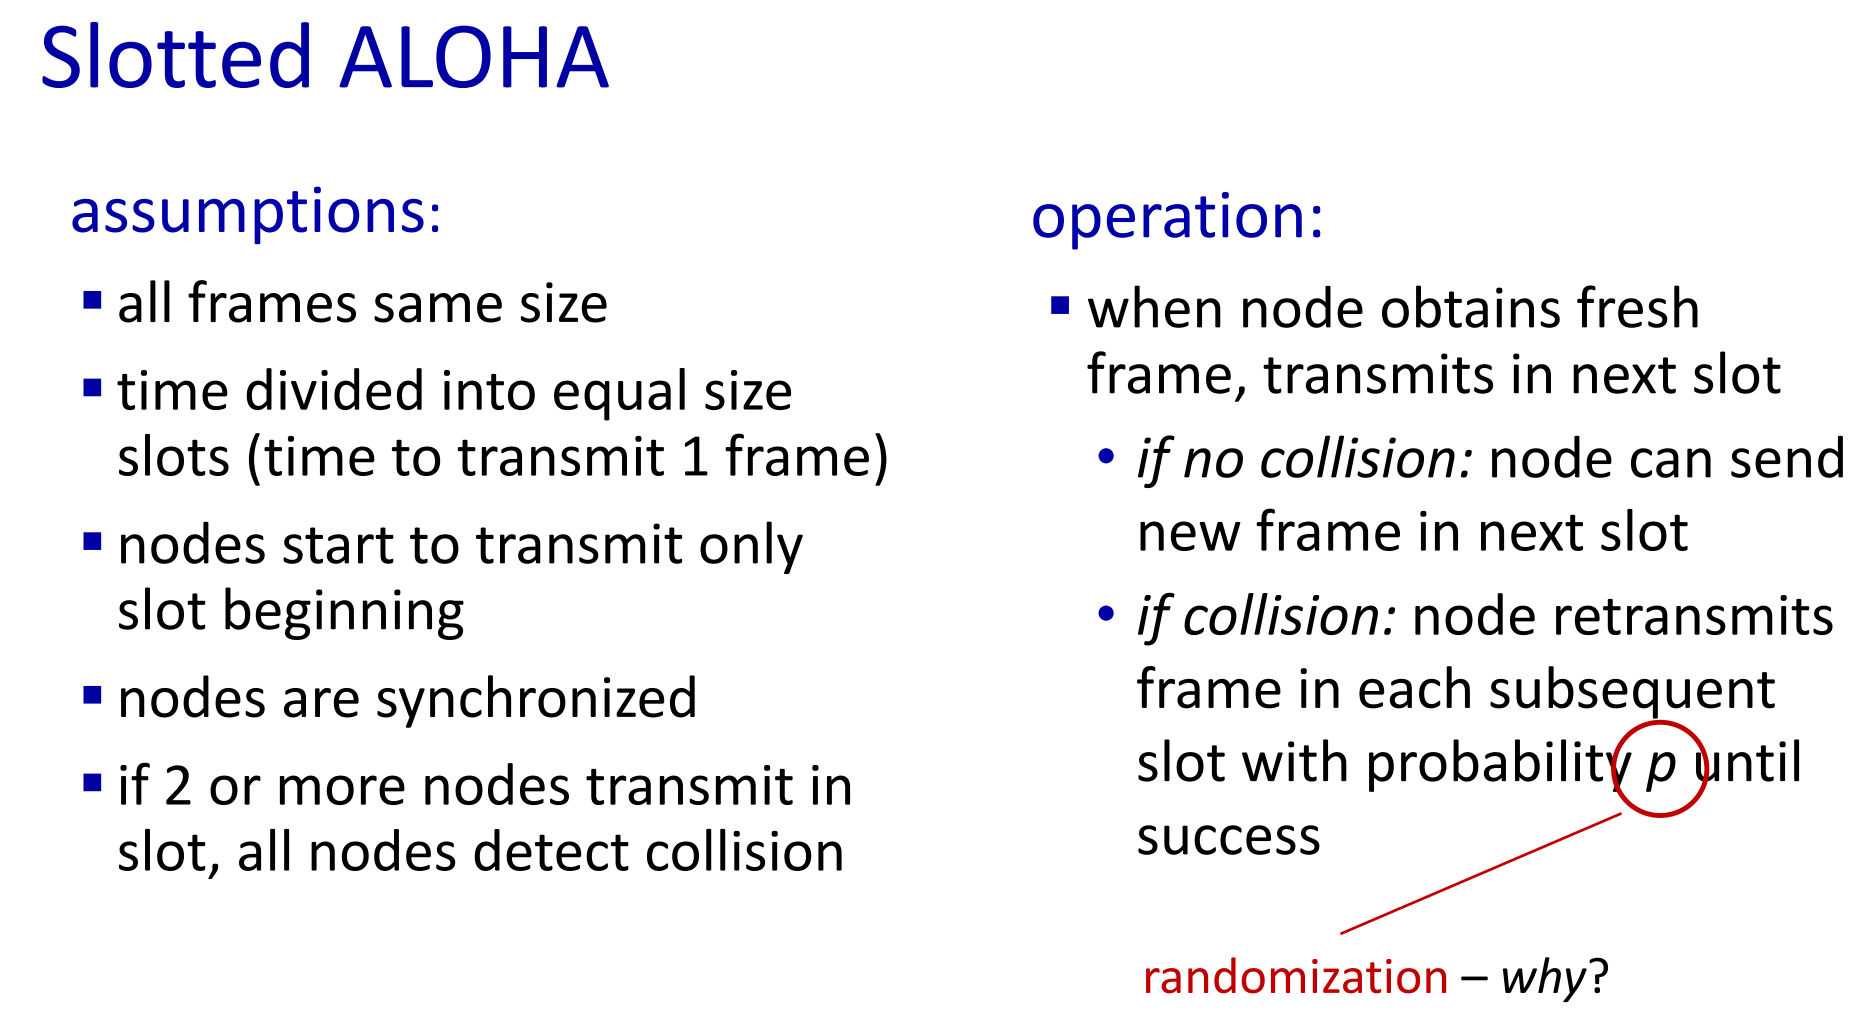 Slotted ALOHA
assumptions:
▪ all frames same size
▪ time divided into equal size
slots (time to transmit 1 frame)
▪ nodes start to transmit only
slot beginning
▪ nodes are synchronized
▪ if 2 or more nodes transmit in
slot, all nodes detect collision
operation:
▪ when node obtains fresh
frame, transmits in next slot
• if no collision: node can send
new frame in next slot
• if collision: node retransmits
frame in each subsequent
slot with probability p until
success
randomization – why?